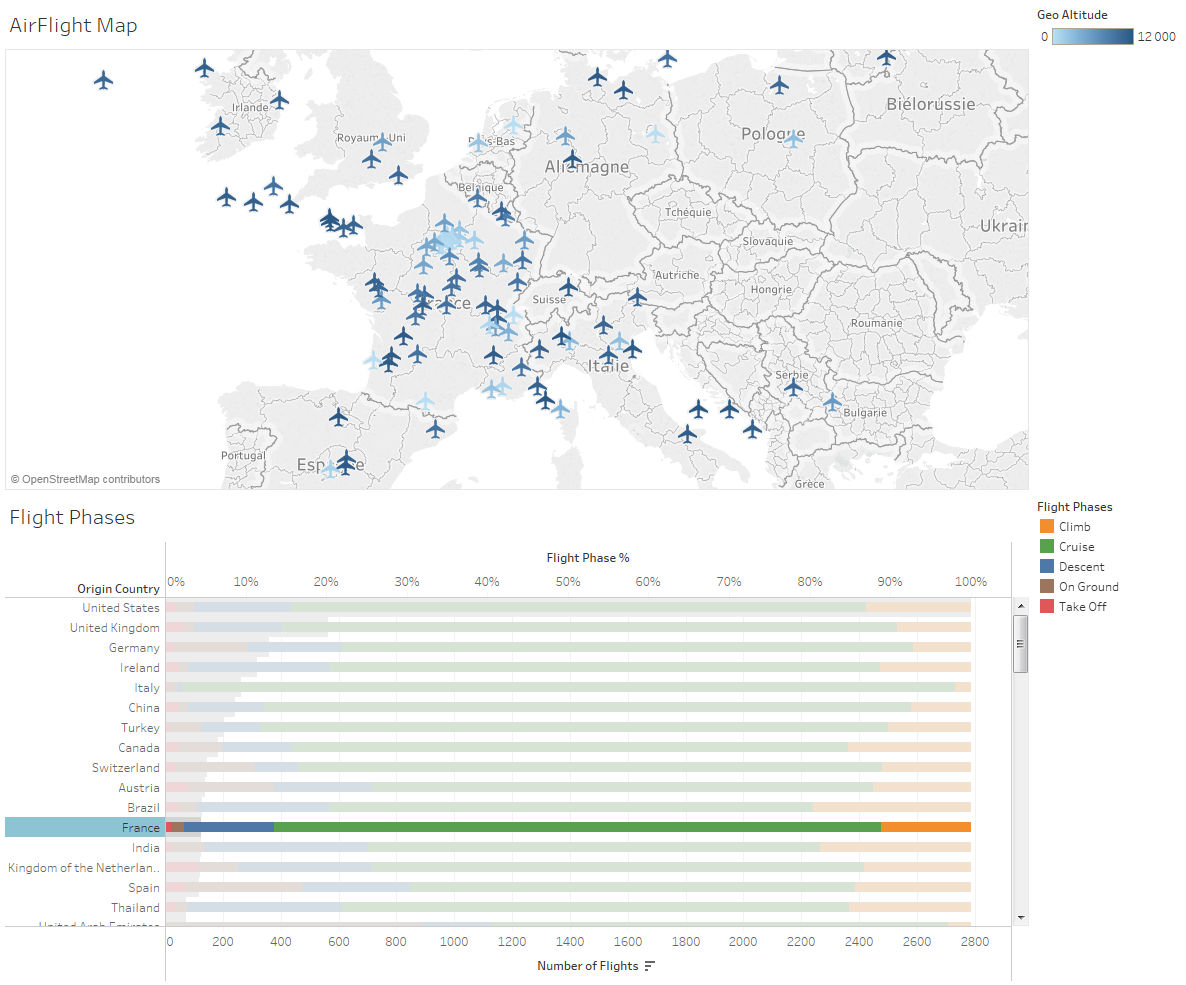 AirFlight Map
Geo Altitude
0 12 000
Irlande
Royaume-Uni
Biélorussie
Pologne
Allemagne
Belgique
Tchéquie
Ukrain
Slovaquie
Autriche
Hongrie
Suisse
Roumanie
Italie
Serbie
Bulgarie
Portugal
Grèce
© OpenStreetMap contributors
Flight Phases
Flight Phases
Climb
Cruise
Descent
On Ground
Take Off
Flight Phase %
Origin Country
0% 10% 20% 30% 40% 50% 60% 70% 80% 90% 100%
United States
United Kingdom
Germany
Ireland
Italy
China
Turkey
Canada
Switzerland
Austria
Brazil
France
India
Kingdom of the Netherlan..
Spain
Thailand
United Arab Emirates
0 200 400 600 800 1000 1200 1400 1600 1800 2000 2200 2400 2600 2800
Number of Flights